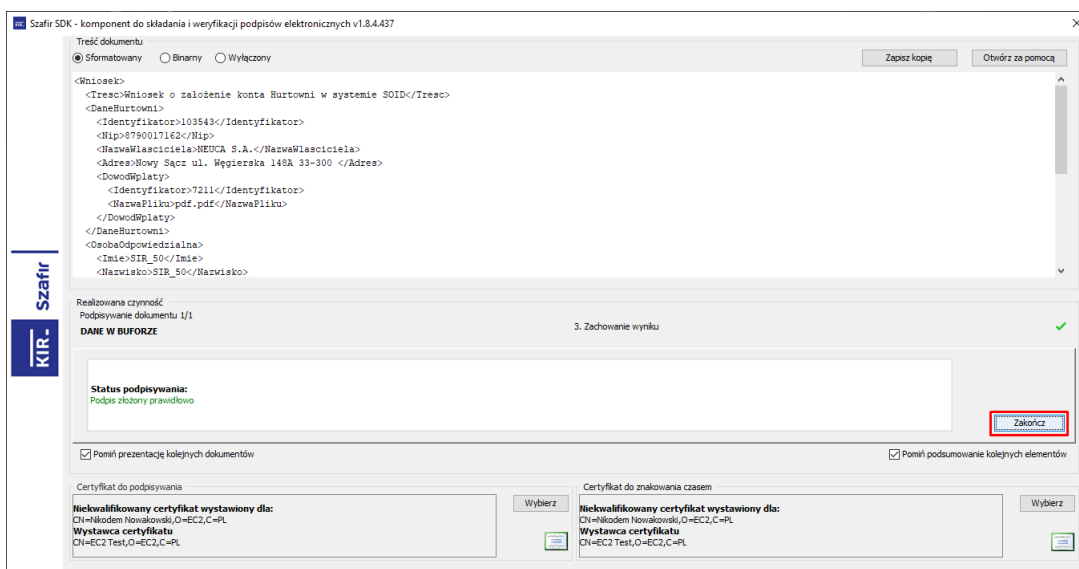 KIR. Szafir SDK - komponent do składania i weryfikacji podpisów elektronicznych v1.8.4.437
Treść dokumentu
Sformatowany Binarny Wyłączony Zapisz kopię Otwórz za pomocą
<Wniosek>
<Tresc>Wniosek o założenie konta Hurtowni w systemie SOID</Tresc>
<DaneHurtowni>
<Identyfikator>103543</Identyfikator>
<Nip>8790017162</Nip>
<NazwaWlasciciela>NEUCA S.A.</NazwaWlasciciela>
<Adres>Nowy Sącz ul. Węgierska 148A 33-300 </Adres>
<DowodWplaty>
<Identyfikator>7211</Identyfikator>
<NazwaPliku>pdf.pdf</NazwaPliku>
</DowodWplaty>
</DaneHurtowni>
<OsobaOdpowiedzialna>
<Imie>SIR_50</Imie>
<Nazwisko>SIR_50</Nazwisko>
KIR. Szafir
Realizowana czynność
Podpisywanie dokumentu 1/1
DANE W BUFORZE
3. Zachowanie wyniku
Status podpisywania:
Podpis złożony prawidłowo
Zakończ
Pomiń prezentację kolejnych dokumentów
Pomiń podsumowanie kolejnych elementów
Certyfikat do podpisywania
Niekwalifikowany certyfikat wystawiony dla:
CN=Nikodem Nowakowski,O=EC2,C=PL
Wystawca certyfikatu
CN=EC2 Test,O=EC2,C=PL
Wybierz
Certyfikat do znakowania czasem
Niekwalifikowany certyfikat wystawiony dla:
CN=Nikodem Nowakowski,O=EC2,C=PL
Wystawca certyfikatu
CN=EC2 Test,O=EC2,C=PL
Wybierz